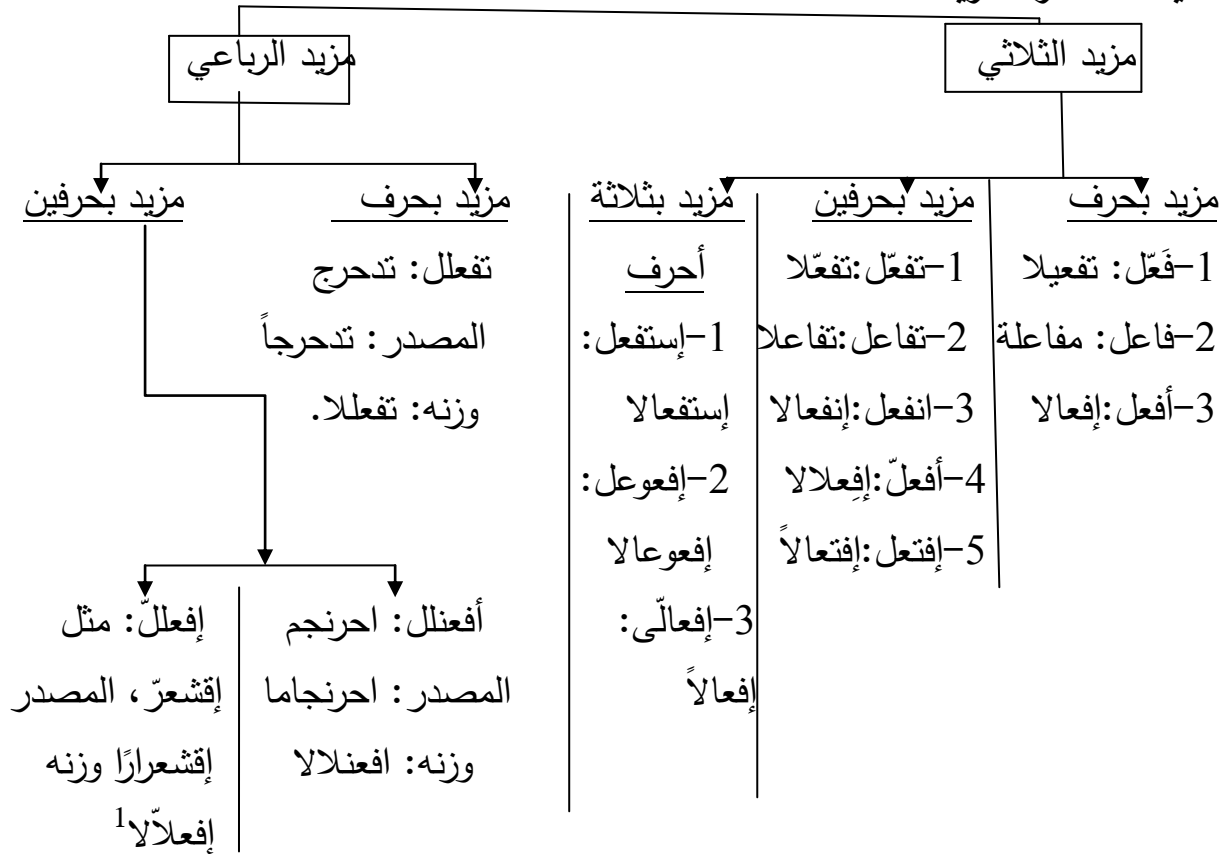 مزيد الثلاثي
مزيد الرباعي
مزيد بحرف
1-فَعّل: تفعيلا
2-فاعل: مفاعلة
3-أفعل:إفعالا
مزيد بحرفين
1-تفعّل:تفعّلا
2-تفاعل:تفاعلا
3-انفعل:إنفعالا
4-أفعلّ:إفِعلالا
5-إفتعل:إفتعالاً
مزيد بثلاثة
أحرف
1-إستفعل:
إستفعالا
2-إفعوعل:
إفعوعالا
3-إفعالّى:
إفعالاً
مزيد بحرف
تفعلل: تدحرج
المصدر: تدحرجاً
وزنه: تفعللا.
مزيد بحرفين
أفعنلل: احرنجم
المصدر: احرنجاما
وزنه: افعنلالا
إفعللّ: مثل
إقشعرّ، المصدر
إقشعرارًا وزنه
إفعلاّلا1